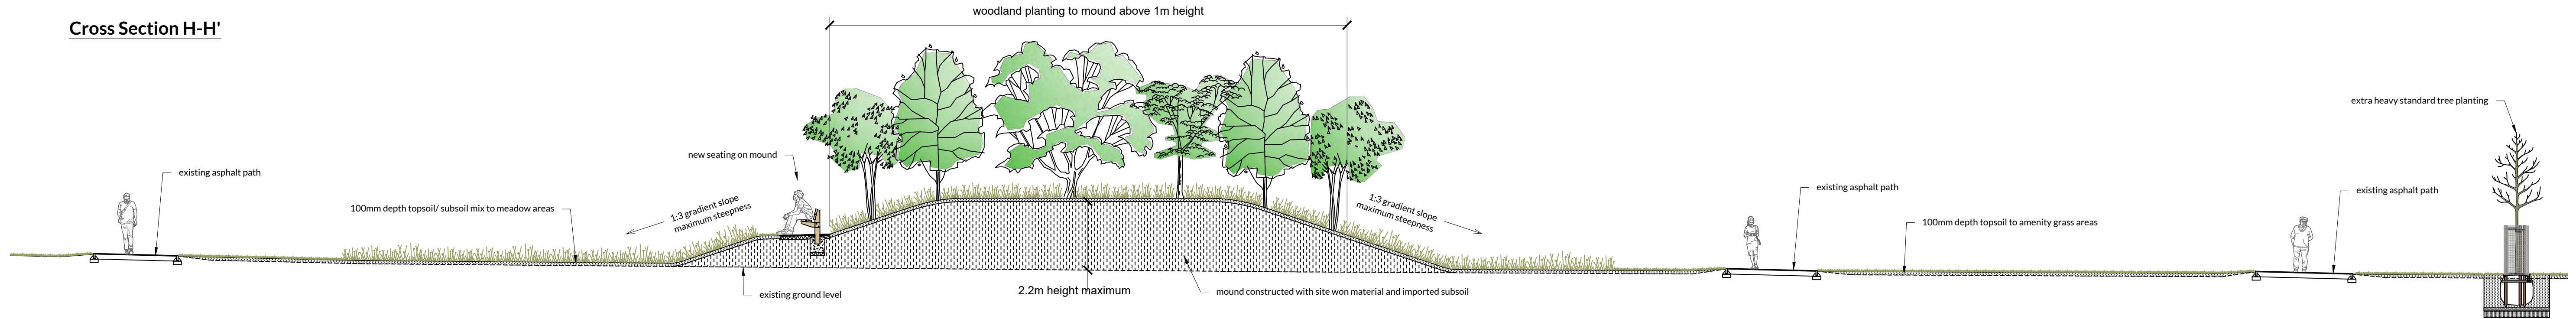 Cross Section H-H'
woodland planting to mound above 1m height
extra heavy standard tree planting
new seating on mound
existing asphalt path
100mm depth topsoil/ subsoil mix to meadow areas
1:3 gradient slope
maximum steepness
1:3 gradient slope
maximum steepness
existing asphalt path
existing asphalt path
100mm depth topsoil to amenity grass areas
existing ground level
2.2m height maximum
mound constructed with site won material and imported subsoil